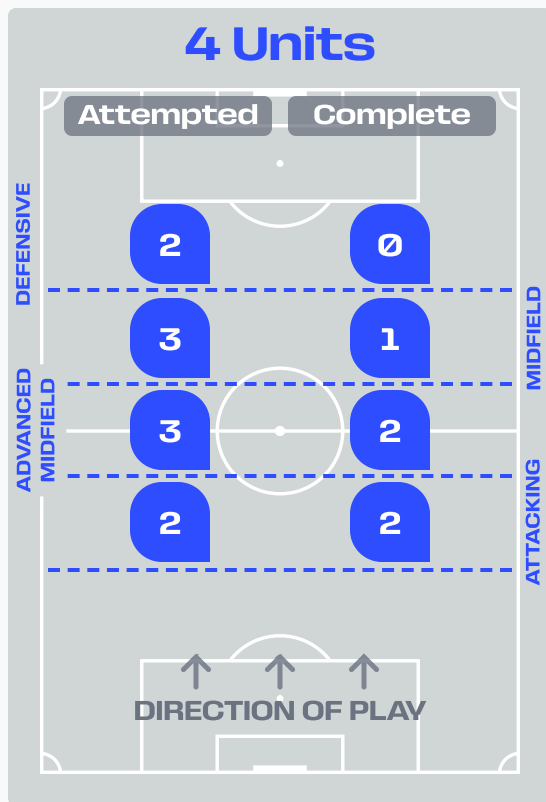 4 Units
Attempted
Complete
DEFENSIVE
2
0
MIDFIELD
3
1
ADVANCED
MIDFIELD
3
2
ATTACKING
2
2
DIRECTION OF PLAY